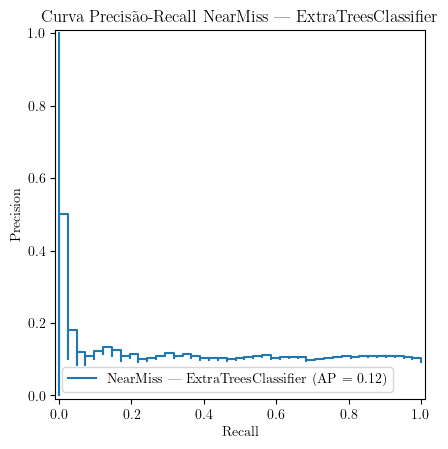 Curva Precisão-Recall NearMiss — ExtraTreesClassifier
1.0
0.8
0.6
0.4
0.2
0.0
Precision
NearMiss — ExtraTreesClassifier (AP = 0.12)
0.0 0.2 0.4 0.6 0.8 1.0
Recall